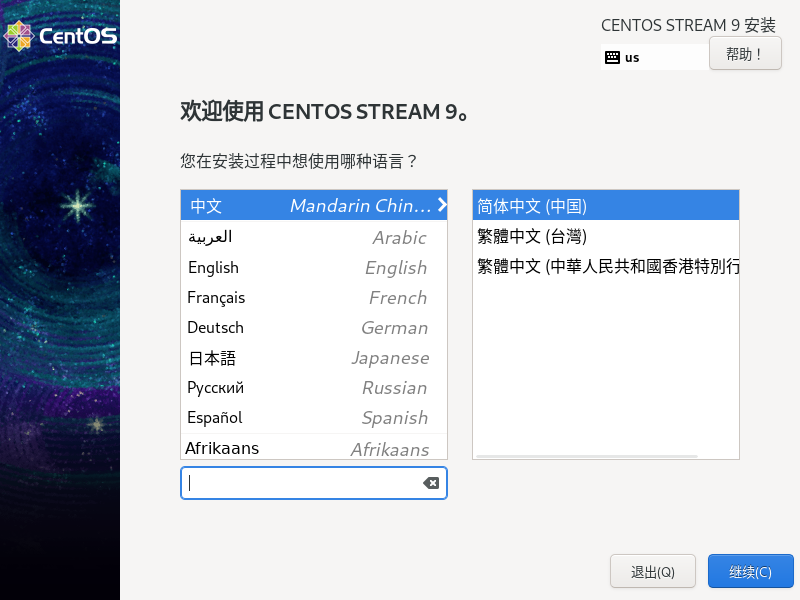 CentOS
CENTOS STREAM 9 安装
us
帮助！
欢迎使用 CENTOS STREAM 9。
您在安装过程中想使用哪种语言？
中文 Mandarin Chin…
العربية Arabic
English English
Français French
Deutsch German
日本語 Japanese
Русский Russian
Español Spanish
Afrikaans Afrikaans
简体中文 (中国)
繁體中文 (台灣)
繁體中文 (中華人民共和國香港特別行
退出(Q)
继续(C)